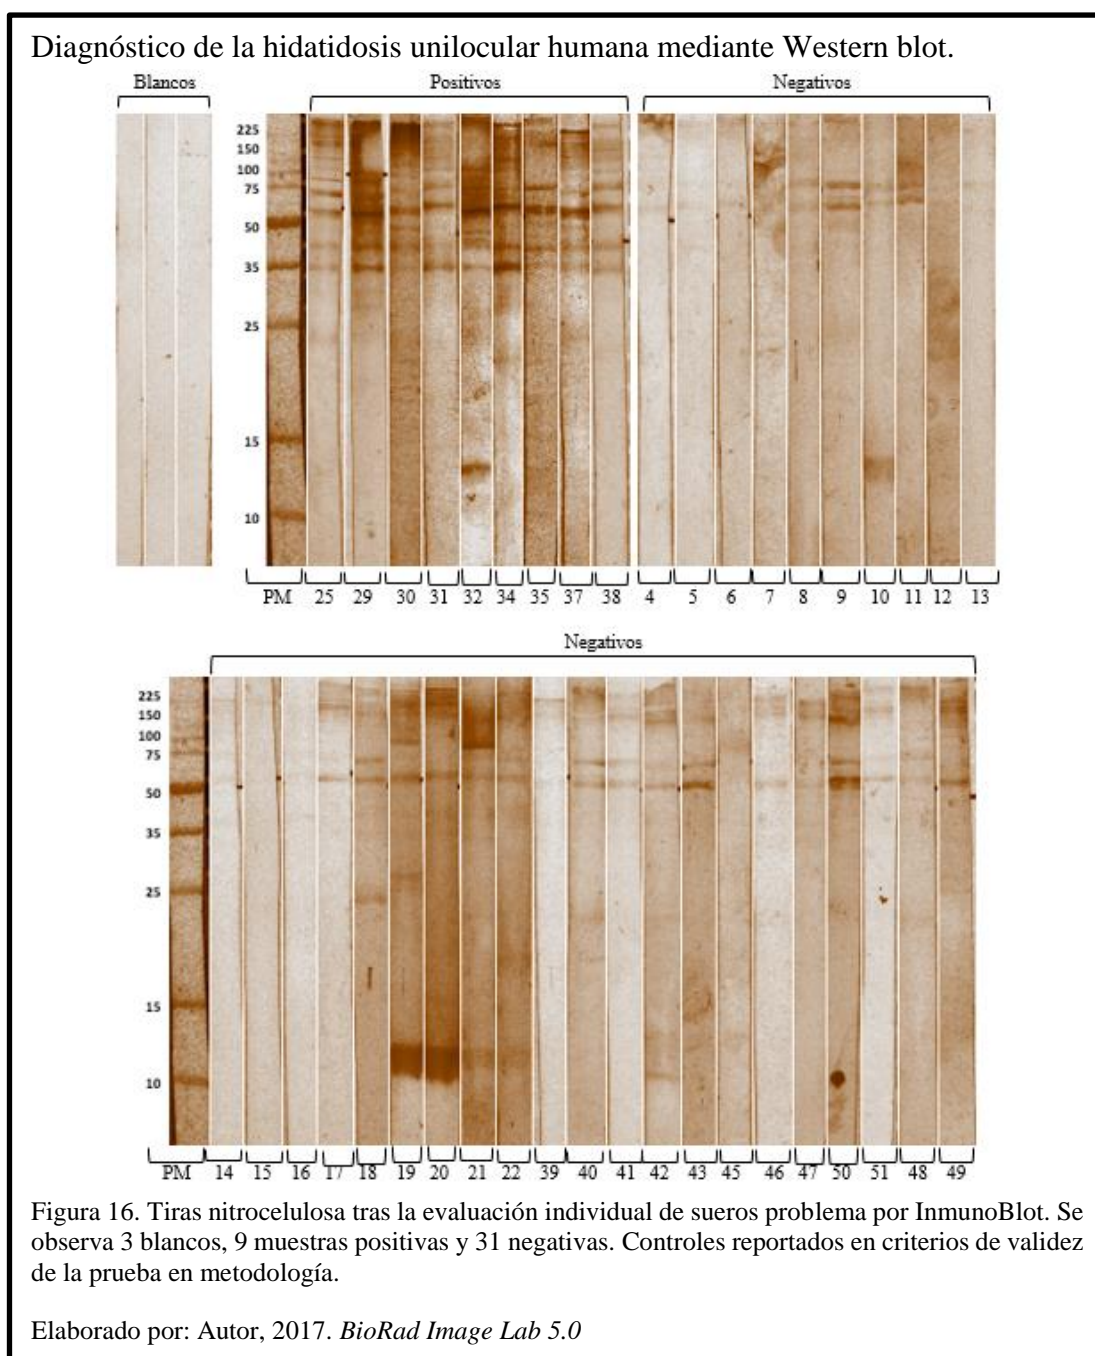 Diagnóstico de la hidatidosis unilocular humana mediante Western blot.
Blancos Positivos Negativos
225
150
100
75
50
35
25
15
10
PM 25 29 30 31 32 34 35 37 38 4 5 6 7 8 9 10 11 12 13
Negativos
225
150
100
75
50
35
25
15
10
PM 14 15 16 17 18 19 20 21 22 39 40 41 42 43 45 46 47 50 51 48 49
Figura 16. Tiras nitrocelulosa tras la evaluación individual de sueros problema por InmunoBlot. Se
observa 3 blancos, 9 muestras positivas y 31 negativas. Controles reportados en criterios de validez
de la prueba en metodología.
Elaborado por: Autor, 2017. BioRad Image Lab 5.0